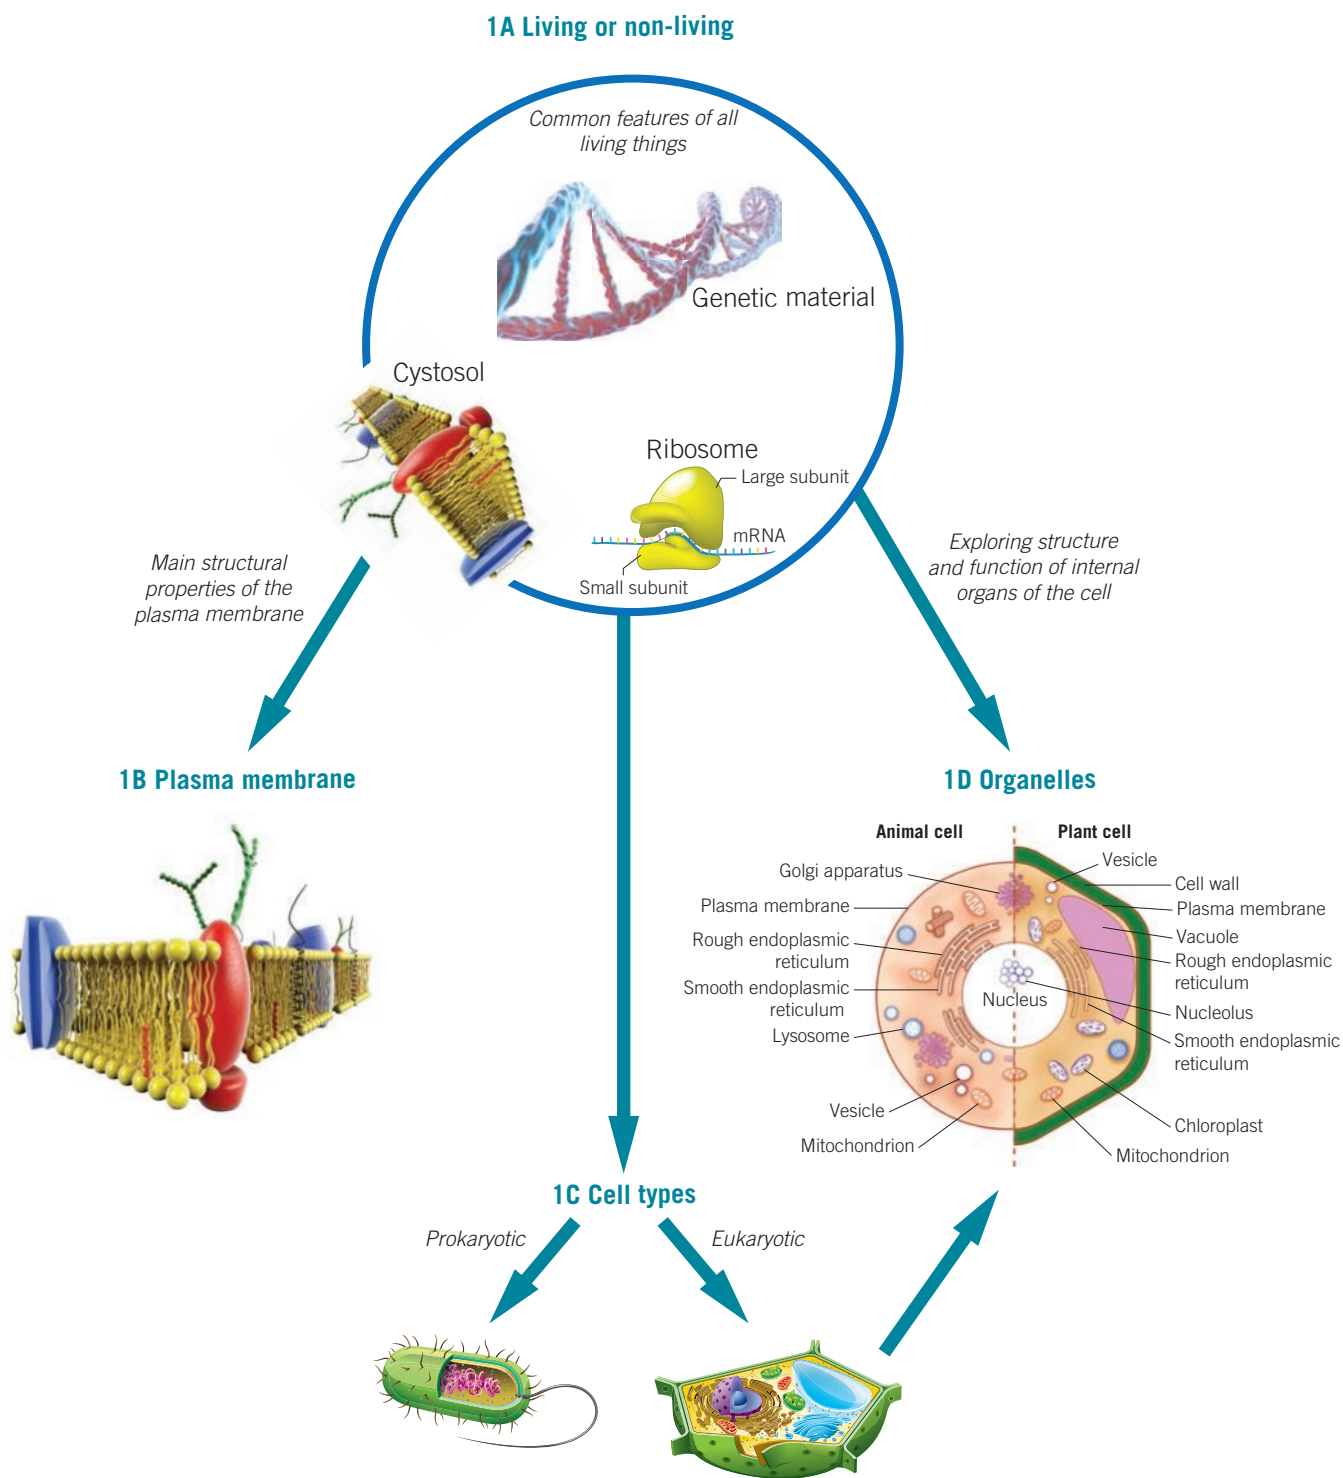 1A Living or non-living
Common features of all
living things
Genetic material
Cystosol
Ribosome
Large subunit
mRNA
Small subunit
Main structural
properties of the
plasma membrane
Exploring structure
and function of internal
organs of the cell
1B Plasma membrane
1D Organelles
Animal cell
Plant cell
Golgi apparatus
Plasma membrane
Rough endoplasmic
reticulum
Smooth endoplasmic
reticulum
Lysosome
Vesicle
Mitochondrion
Nucleus
Vesicle
Cell wall
Plasma membrane
Vacuole
Rough endoplasmic
reticulum
Nucleolus
Smooth endoplasmic
reticulum
Chloroplast
Mitochondrion
1C Cell types
Prokaryotic
Eukaryotic